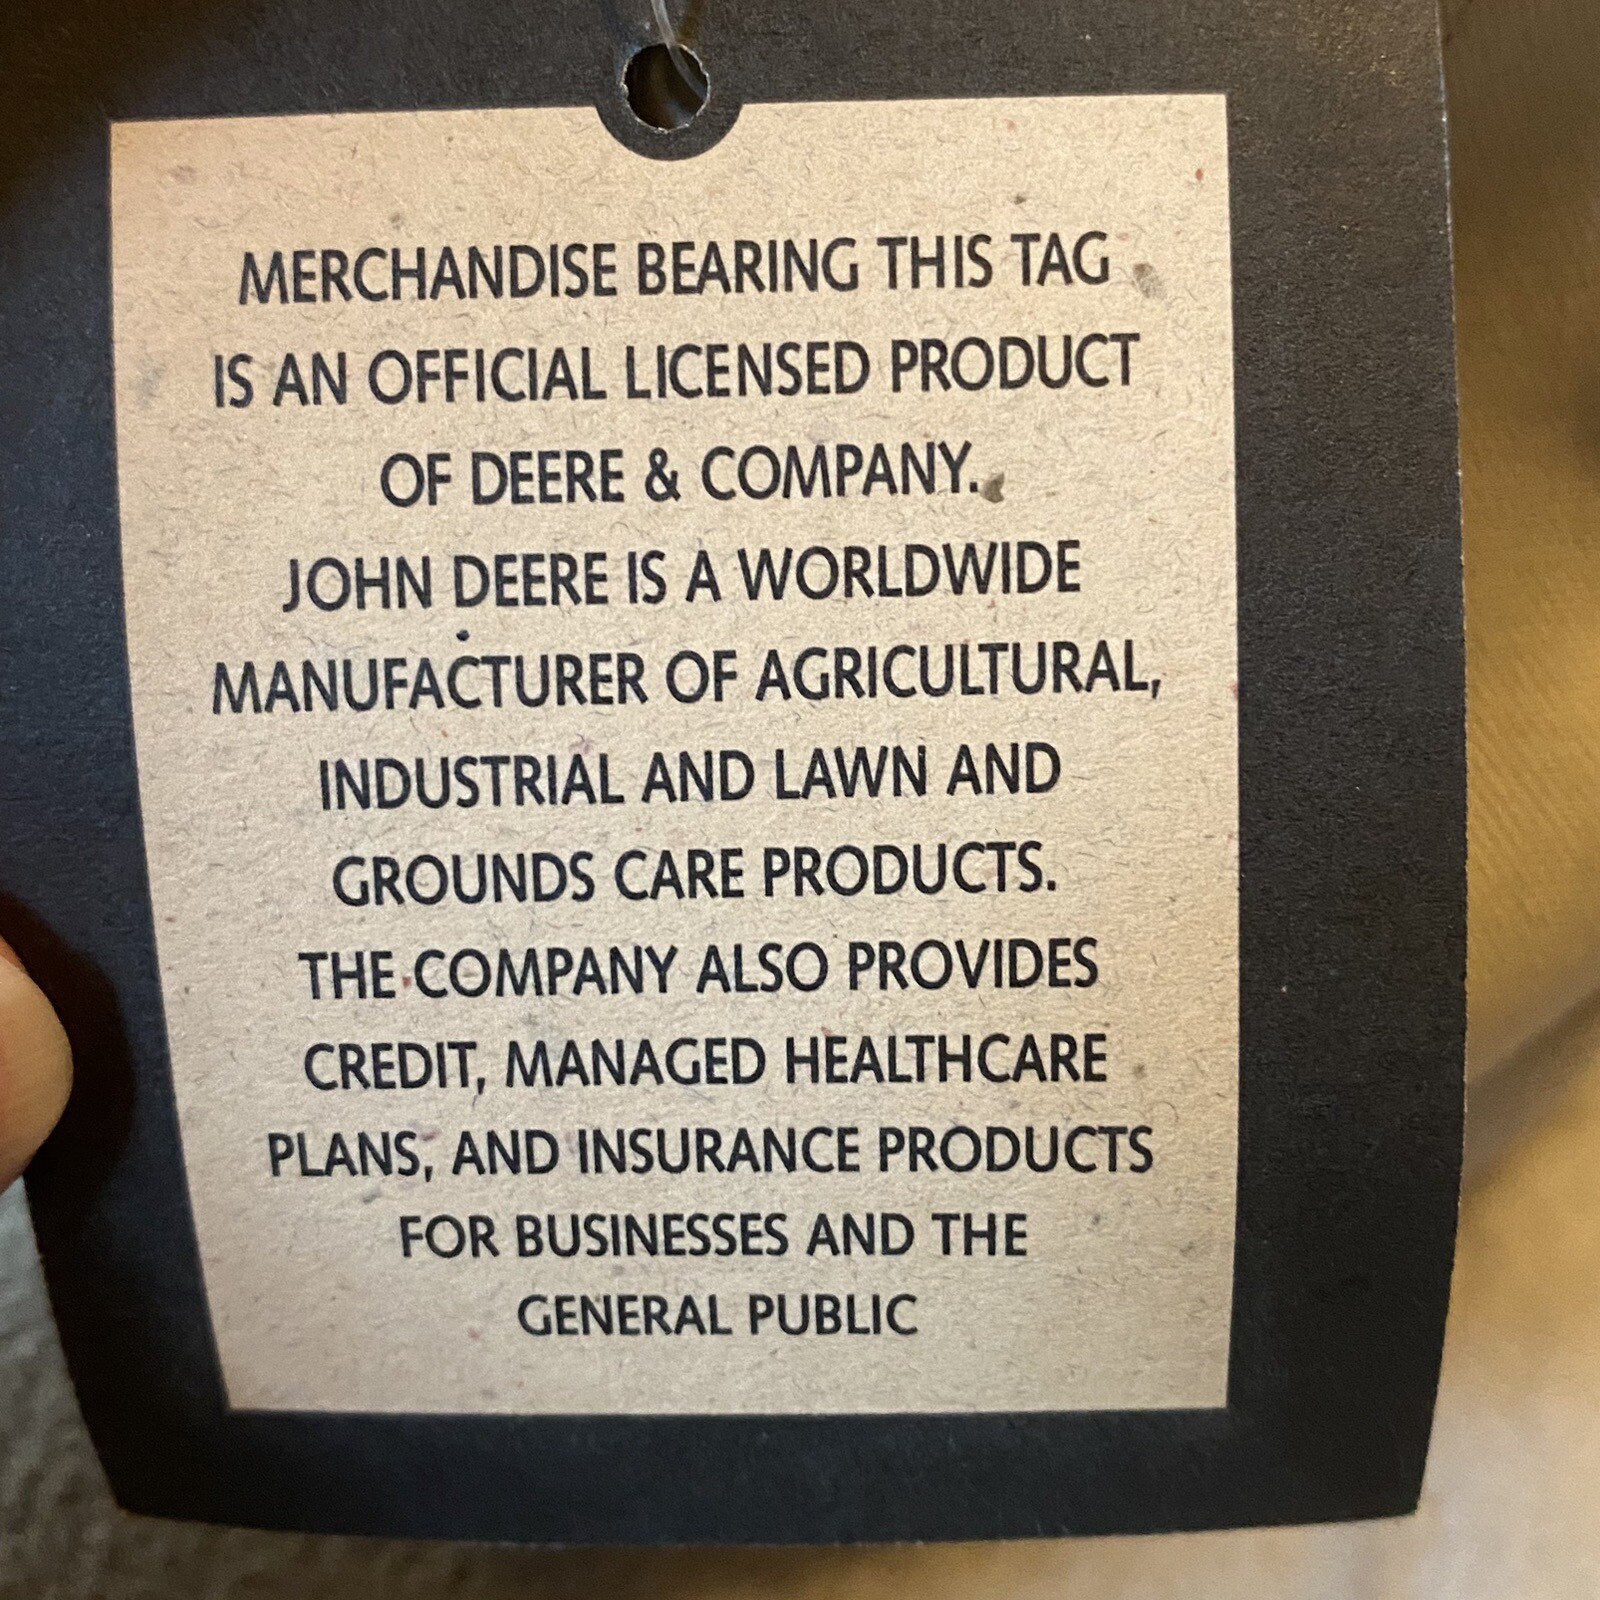 MERCHANDISE BEARING THIS TAG
IS AN OFFICIAL LICENSED PRODUCT
OF DEERE & COMPANY.
JOHN DEERE IS A WORLDWIDE
MANUFACTURER OF AGRICULTURAL,
INDUSTRIAL AND LAWN AND
GROUNDS CARE PRODUCTS.
THE COMPANY ALSO PROVIDES
CREDIT, MANAGED HEALTHCARE
PLANS, AND INSURANCE PRODUCTS
FOR BUSINESSES AND THE
GENERAL PUBLIC